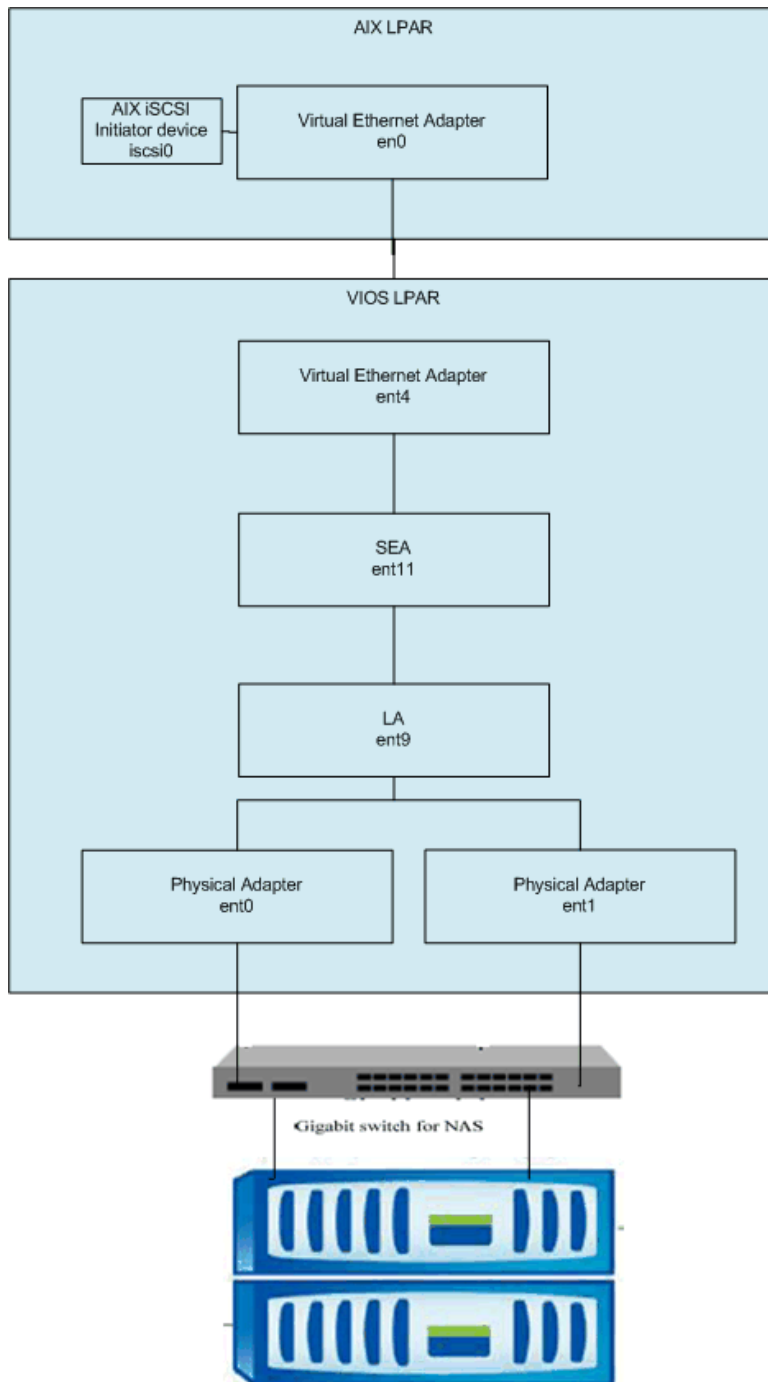 AIX LPAR
AIX iSCSI
Initiator device
iscsi0
Virtual Ethernet Adapter
en0
VIOS LPAR
Virtual Ethernet Adapter
ent4
SEA
ent11
LA
ent9
Physical Adapter
ent0
Physical Adapter
ent1
Gigabit switch for NAS